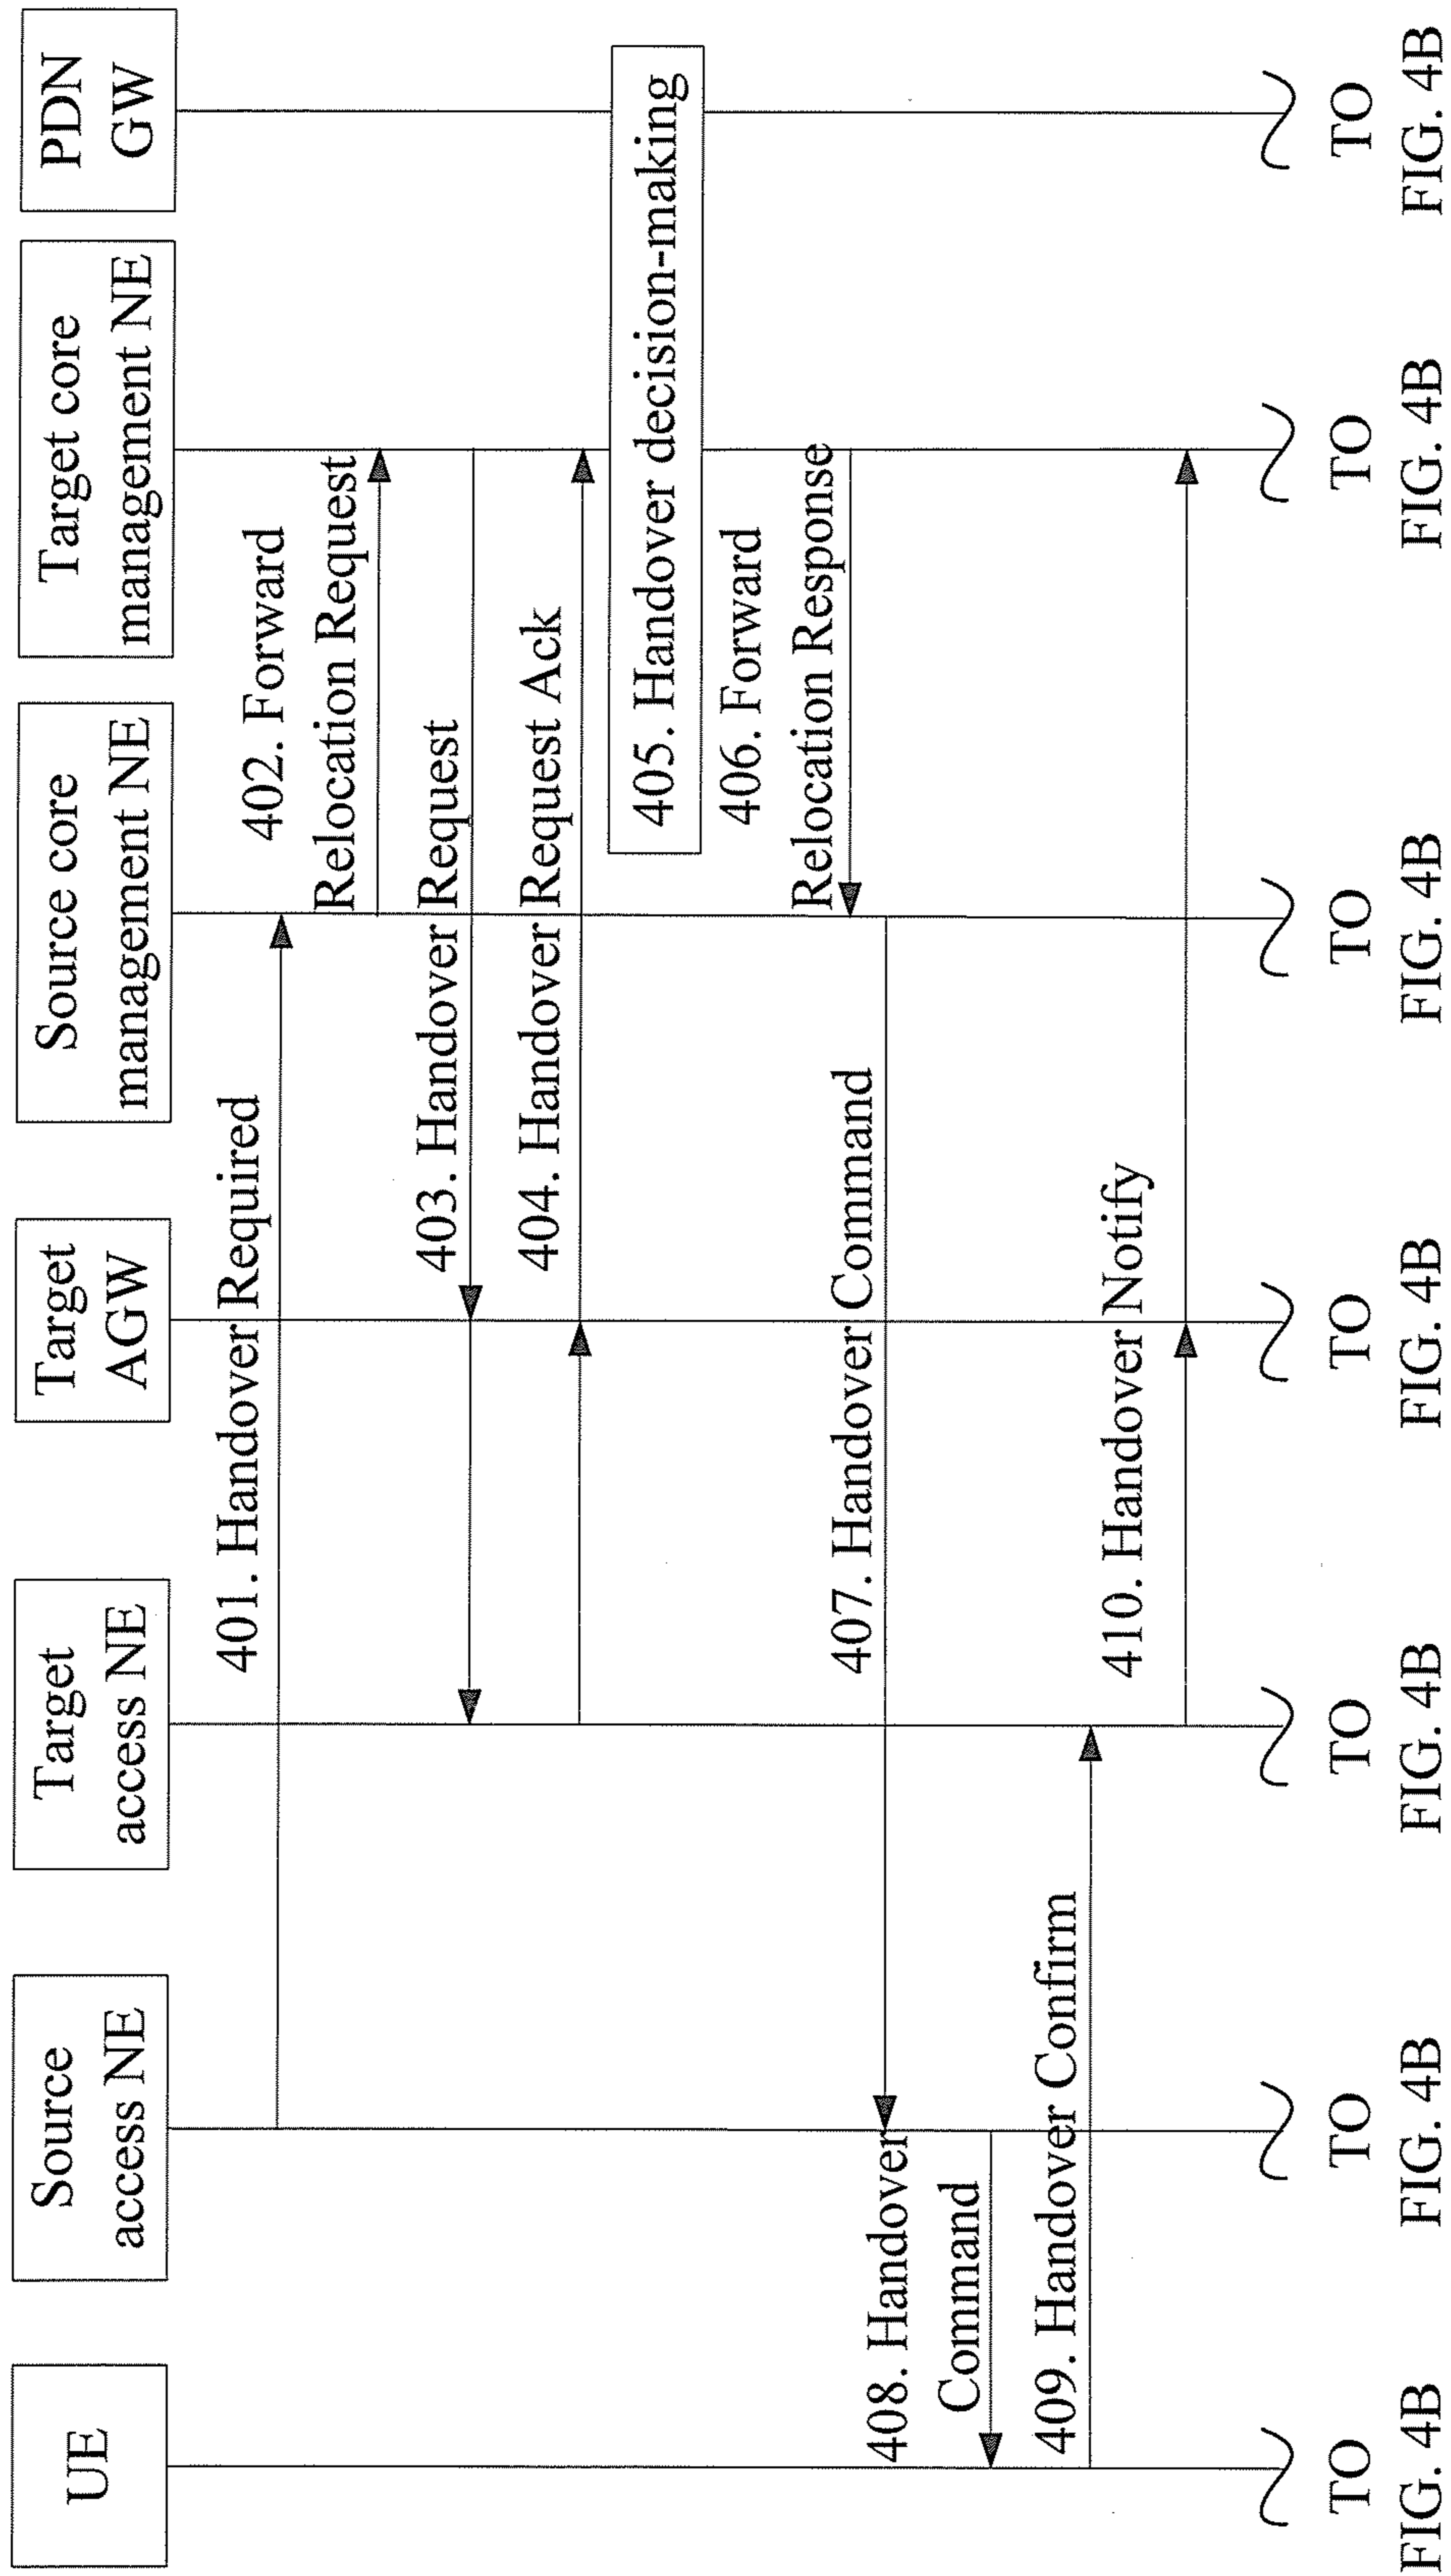 UE
Source
access NE
Target
access NE
Target
AGW
Source core
management NE
Target core
management NE
PDN
GW
401. Handover Required
402. Forward
Relocation Request
403. Handover Request
404. Handover Request Ack
405. Handover decision-making
406. Forward
Relocation Response
407. Handover Command
408. Handover
Command
409. Handover Confirm
410. Handover Notify
TO
FIG. 4B
TO
FIG. 4B
TO
FIG. 4B
TO
FIG. 4B
TO
FIG. 4B
TO
FIG. 4B
TO
FIG. 4B